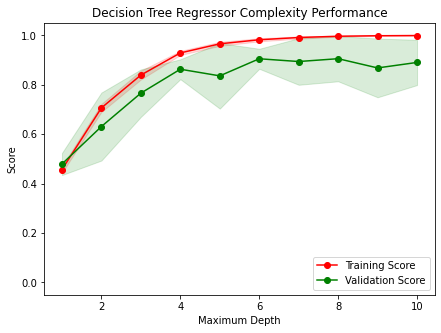 Decision Tree Regressor Complexity Performance
Score
1.0
0.8
0.6
0.4
0.2
0.0
2 4 6 8 10
Maximum Depth
Training Score
Validation Score